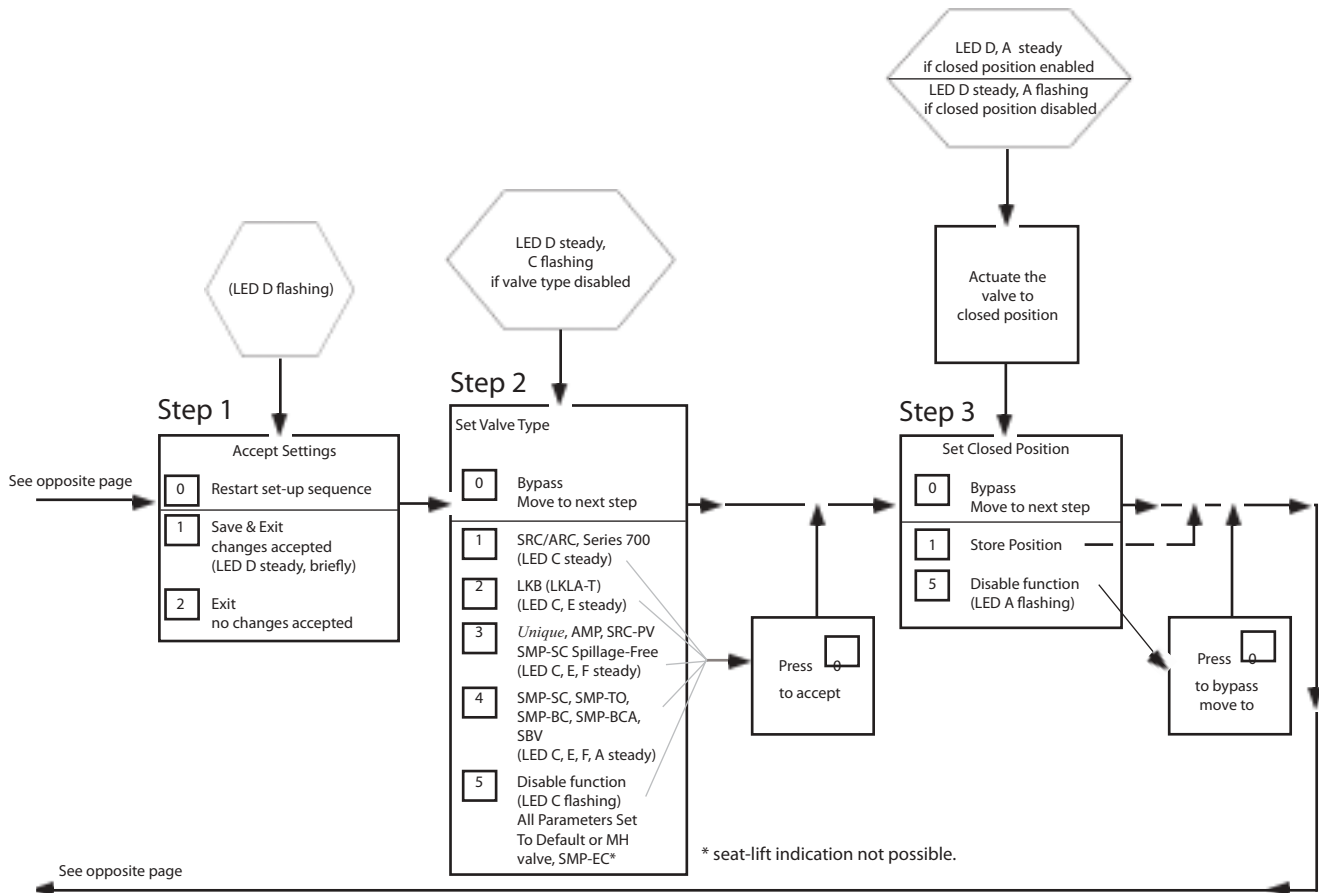 LED D, A steady
if closed position enabled
LED D steady, A flashing
if closed position disabled
LED D steady,
C flashing
if valve type disabled
(LED D flashing)
Actuate the
valve to
closed position
Step 1
Accept Settings
See opposite page
0 Restart set-up sequence
1 Save & Exit
changes accepted
(LED D steady, briefly)
2 Exit
no changes accepted
Step 2
Set Valve Type
0 Bypass
Move to next step
1 SRC/ARC, Series 700
(LED C steady)
2 LKB (LKLA-T)
(LED C, E steady)
3 Unique, AMP, SRC-PV
SMP-SC Spillage-Free
(LED C, E, F steady)
4 SMP-SC, SMP-TO,
SMP-BC, SMP-BCA,
SBV
(LED C, E, F, A steady)
5 Disable function
(LED C flashing)
All Parameters Set
To Default or MH
valve, SMP-EC*
Press 0
to accept
Step 3
Set Closed Position
0 Bypass
Move to next step
1 Store Position
5 Disable function
(LED A flashing)
Press 0
to bypass
move to
* seat-lift indication not possible.
See opposite page